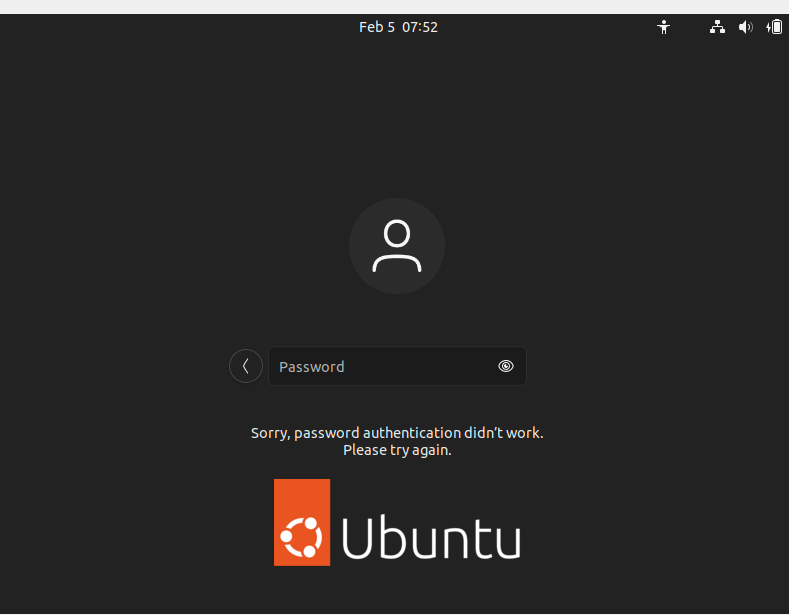 Feb 5  07:52
Password
Sorry, password authentication didn’t work.
Please try again.
Ubuntu